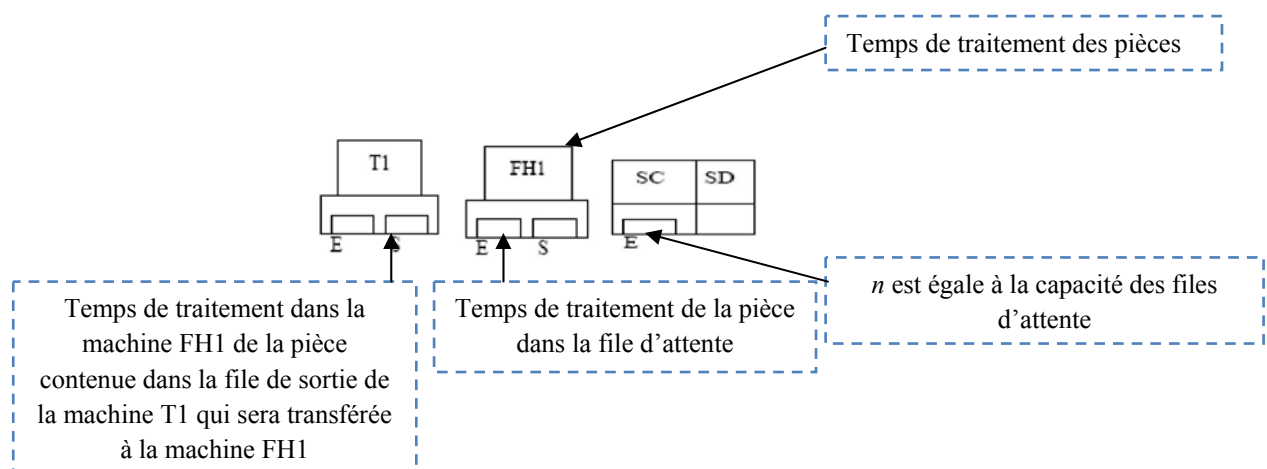 Temps de traitement des pièces
T1
FH1
SC SD
E S E S E
Temps de traitement dans la
machine FH1 de la pièce
contenue dans la file de sortie de
la machine T1 qui sera transférée
à la machine FH1
Temps de traitement de la pièce
dans la file d’attente
n est égale à la capacité des files
d’attente